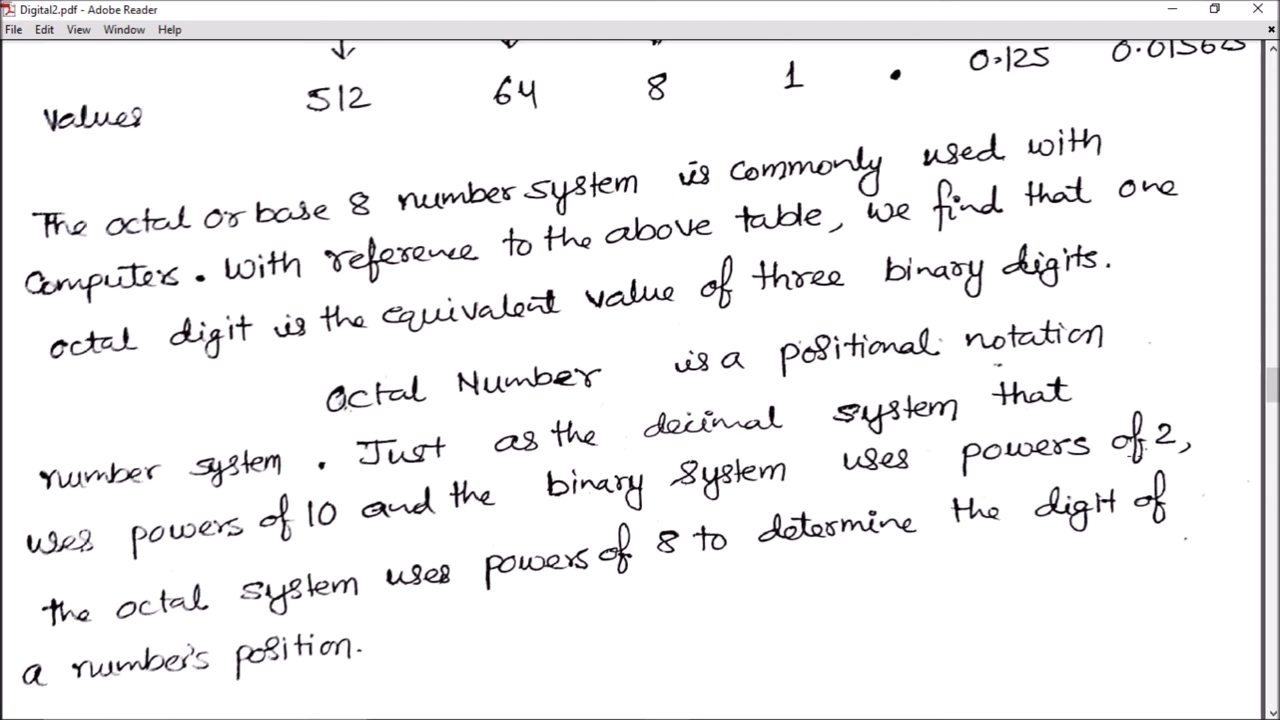 Digital2.pdf - Adobe Reader
File Edit View Window Help
Values 512 64 8 1 . 0.125 0.015625
The octal or base 8 number system is commonly used with
Computers. With reference to the above table, we find that one
octal digit is the equivalent value of three binary digits.
Octal Number is a positional notation
number system. Just as the decimal system that
uses powers of 10 and the binary system uses powers of 2,
the octal system uses powers of 8 to determine the digit of
a number's position.